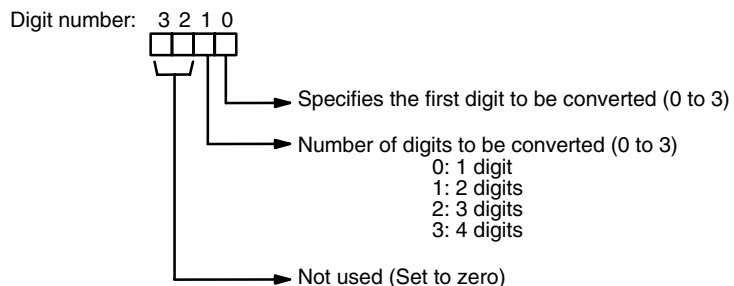 Digit number: 3 2 1 0
Specifies the first digit to be converted (0 to 3)
Number of digits to be converted (0 to 3)
0: 1 digit
1: 2 digits
2: 3 digits
3: 4 digits
Not used (Set to zero)